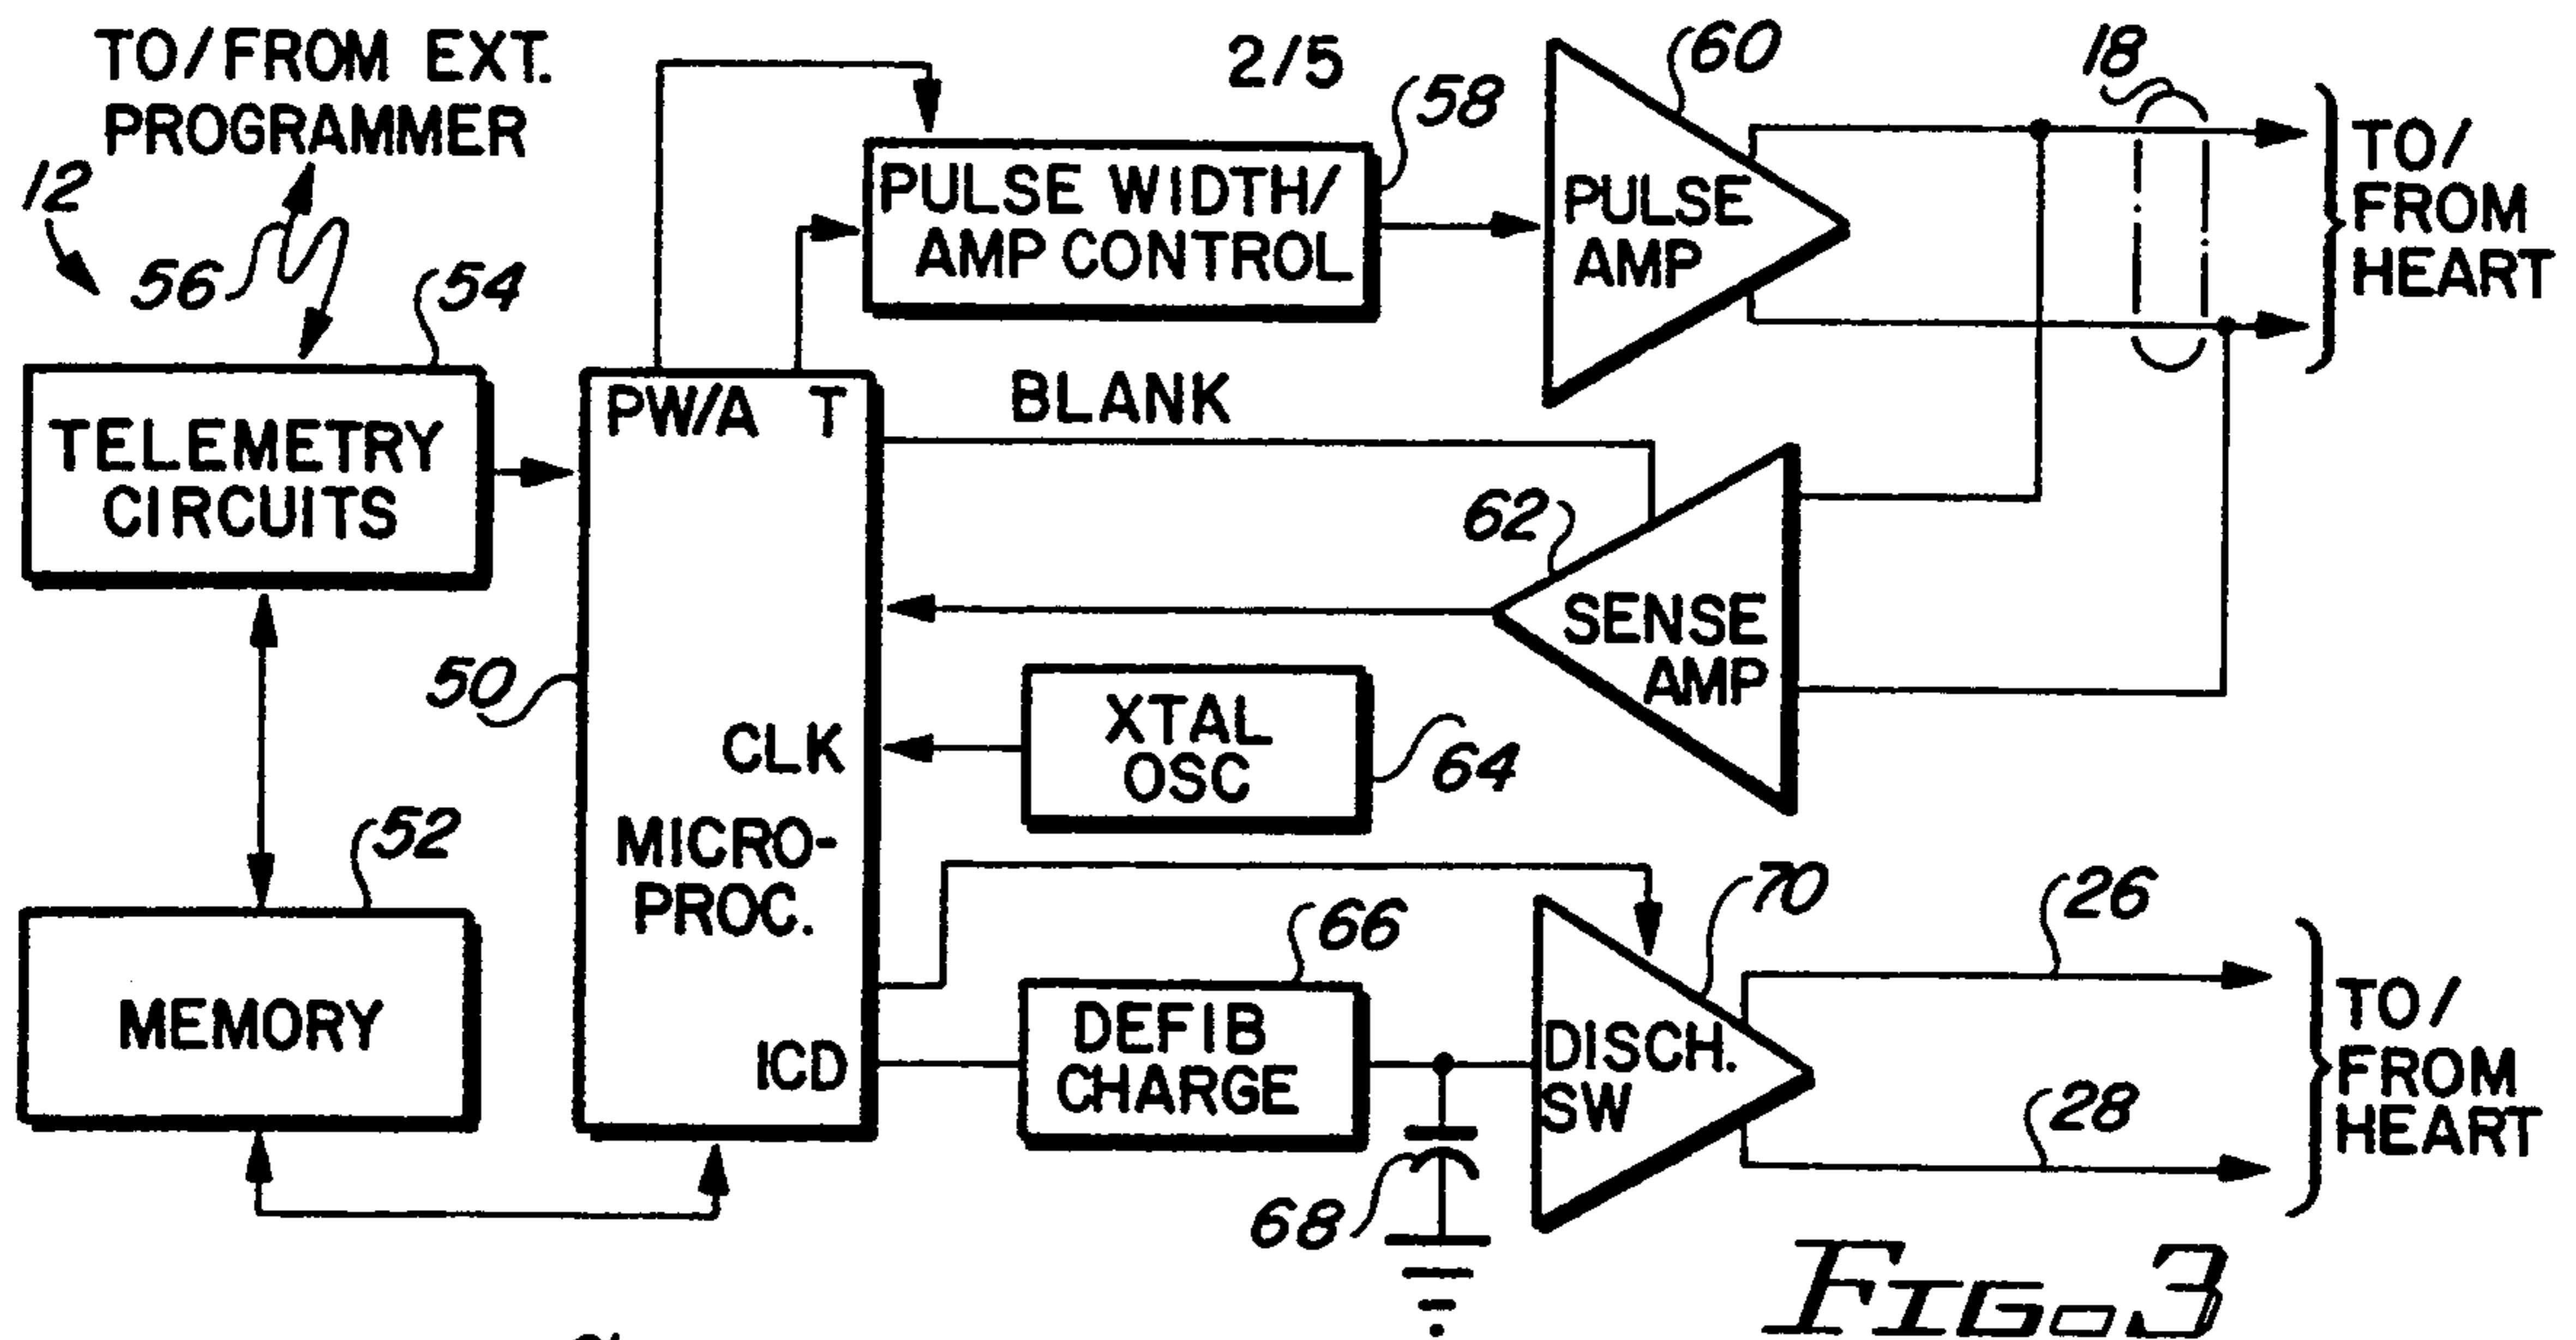 TO/FROM EXT.
PROGRAMMER
12
56
54
TELEMETRY
CIRCUITS
50
52
MEMORY
PW/A T
CLK
MICRO-
PROC.
ICD
2/5
58
PULSE WIDTH/
AMP CONTROL
60
PULSE
AMP
18
TO/
FROM
HEART
BLANK
62
SENSE
AMP
XTAL
OSC
64
66
DEFIB
CHARGE
68
70
DISCH.
SW
26
28
TO/
FROM
HEART
FIG. 3